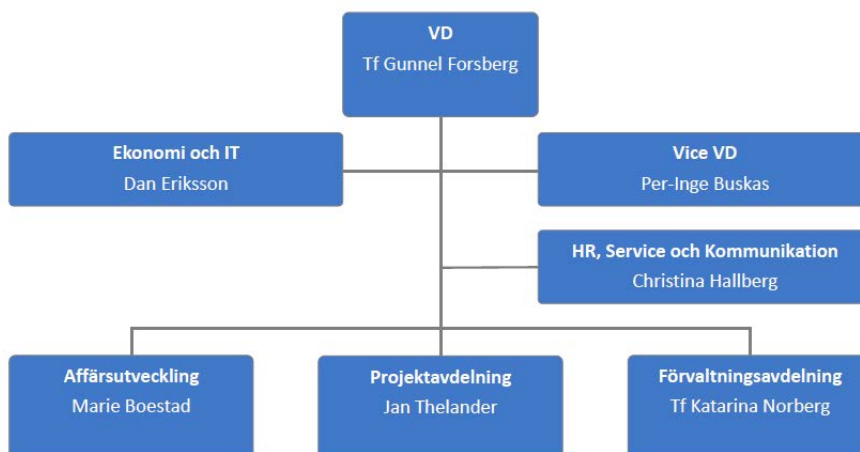 VD
Tf Gunnel Forsberg
Ekonomi och IT
Dan Eriksson
Vice VD
Per-Inge Buskas
HR, Service och Kommunikation
Christina Hallberg
Affärsutveckling
Marie Boestad
Projektavdelning
Jan Thelander
Förvaltningsavdelning
Tf Katarina Norberg